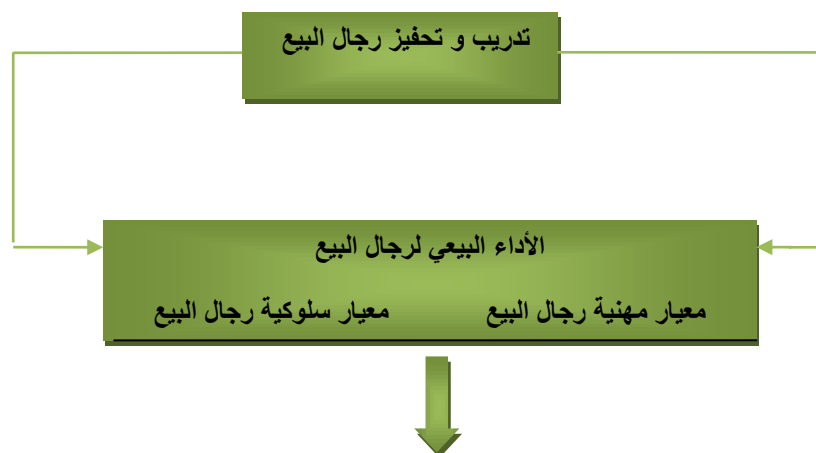 تدريب و تحفيز رجال البيع
الأداء البيعي لرجال البيع
معيار مهنية رجال البيع
معيار سلوكية رجال البيع